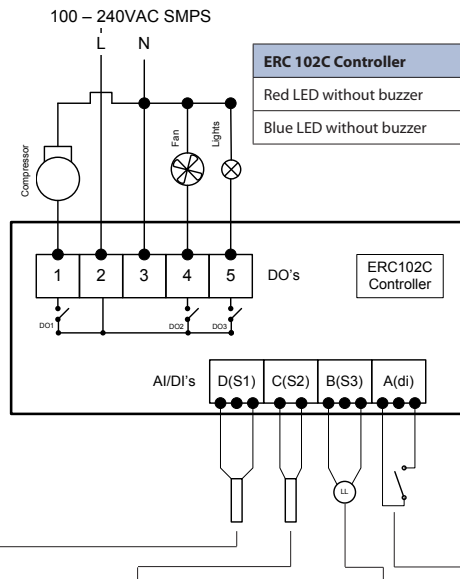 100 – 240VAC SMPS
L N
ERC 102C Controller
Red LED without buzzer
Blue LED without buzzer
Compressor
Fan
Lights
1 2 3 4 5 DO's
ERC102C
Controller
DO1 DO2 DO3
AI/DI's D(S1) C(S2) B(S3) A(di)
LL